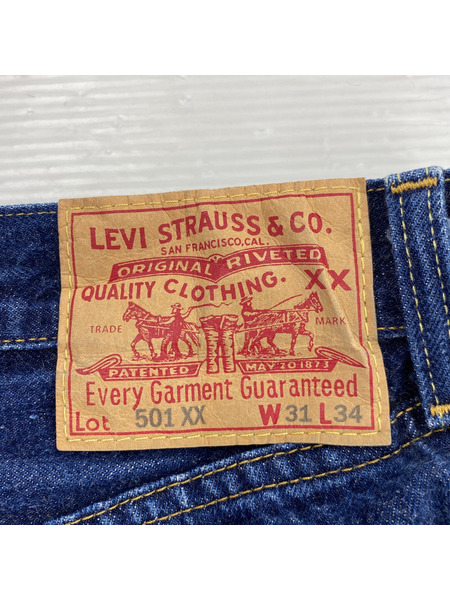 LEVI STRAUSS & CO.
SAN FRANCISCO, CAL.
ORIGINAL RIVETED
QUALITY CLOTHING. XX
TRADE MARK
PATENTED MAY 20 1873
Every Garment Guaranteed
Lot 501 XX W 31 L 34